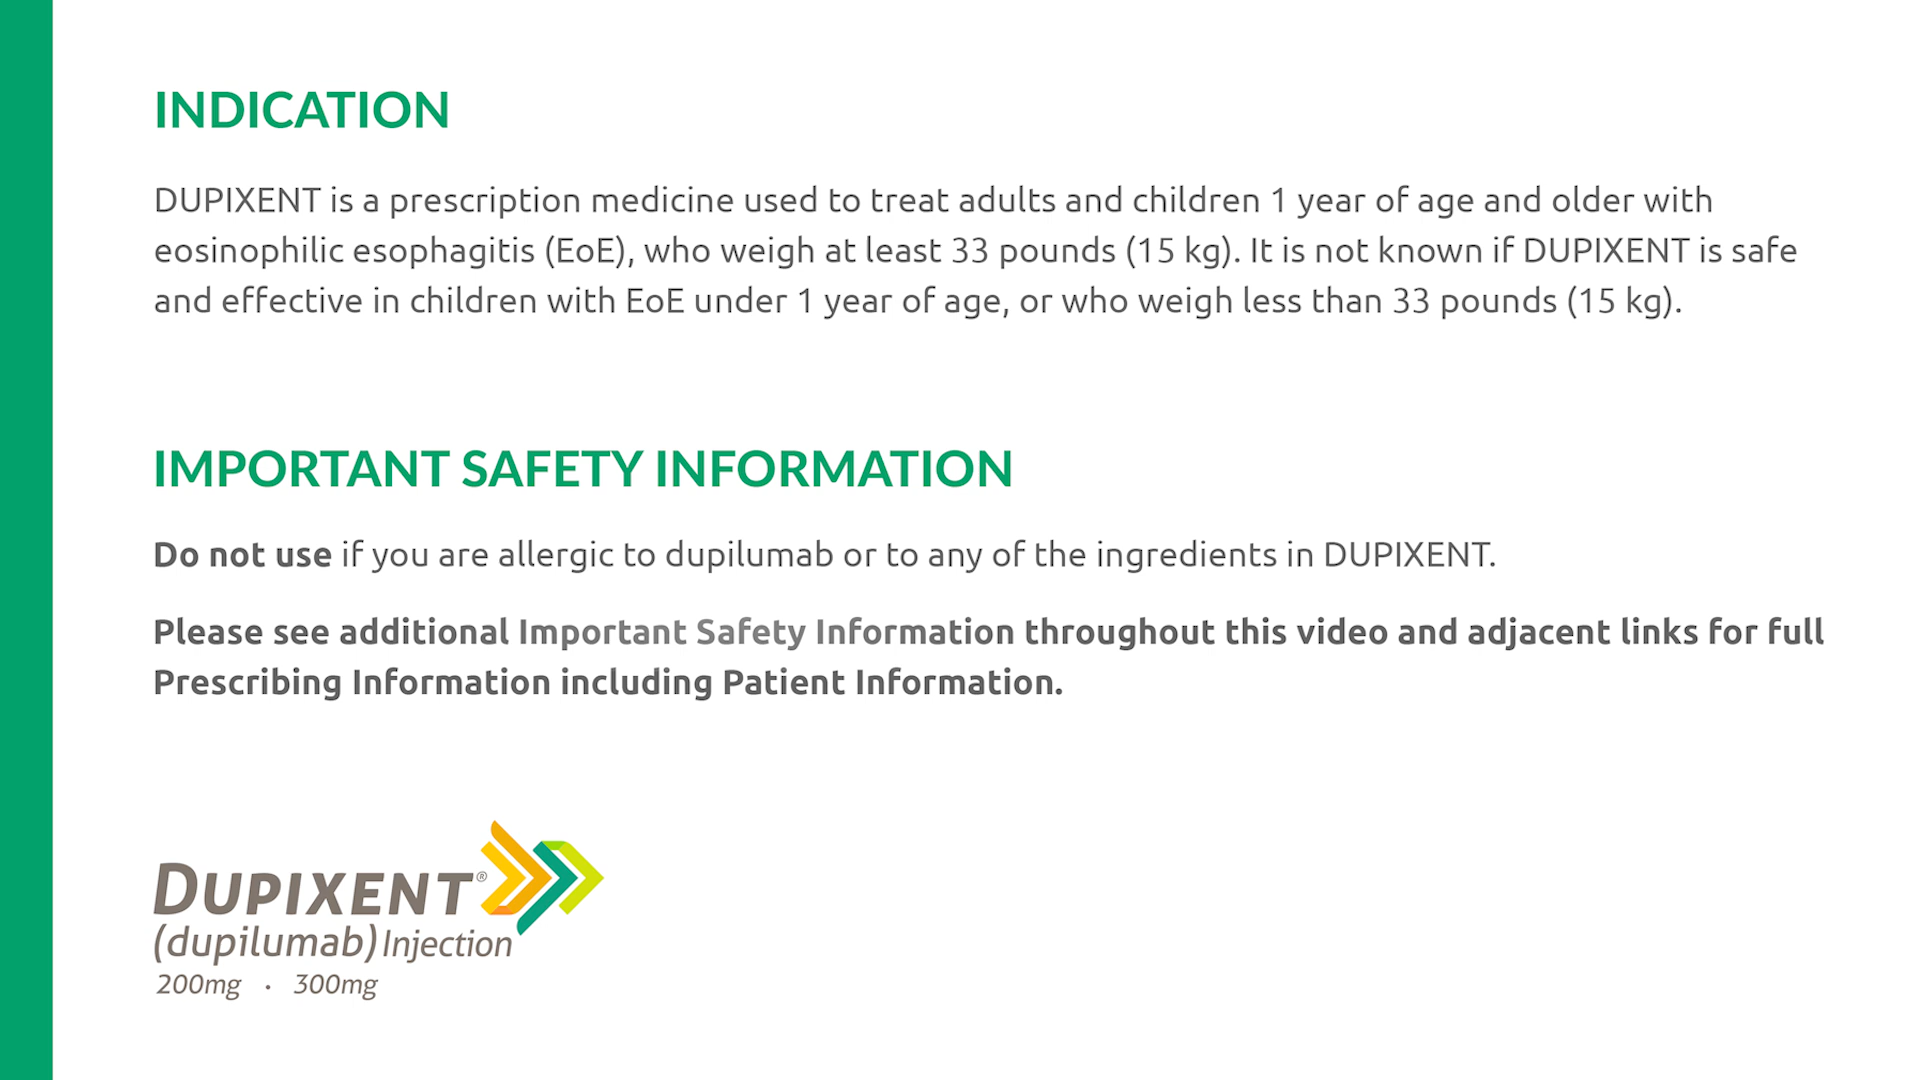 INDICATION
DUPIXENT is a prescription medicine used to treat adults and children 1 year of age and older with
eosinophilic esophagitis (EoE), who weigh at least 33 pounds (15 kg). It is not known if DUPIXENT is safe
and effective in children with EoE under 1 year of age, or who weigh less than 33 pounds (15 kg).
IMPORTANT SAFETY INFORMATION
Do not use if you are allergic to dupilumab or to any of the ingredients in DUPIXENT.
Please see additional Important Safety Information throughout this video and adjacent links for full
Prescribing Information including Patient Information.
DUPIXENT®
(dupilumab) Injection
200mg · 300mg